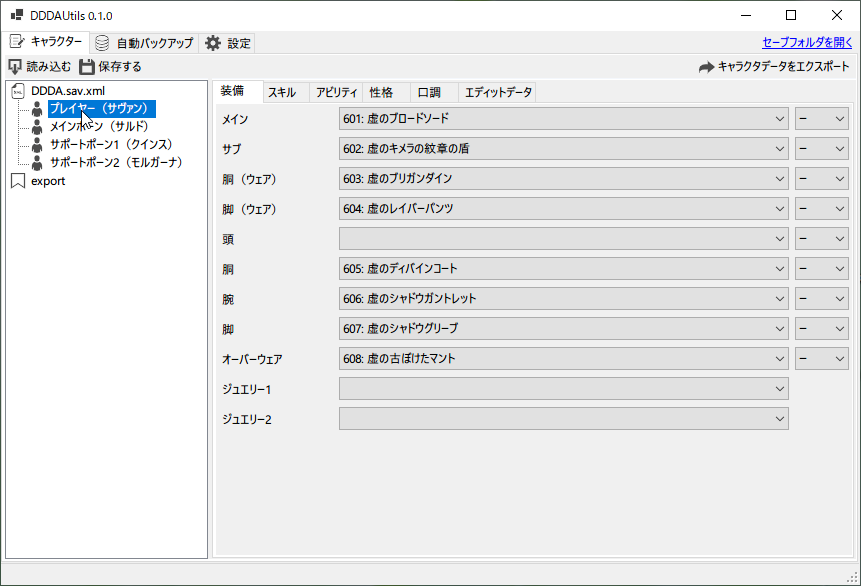 DDDAUtils 0.1.0
キャラクター 自動バックアップ 設定 セーブフォルダを開く
読み込む 保存する キャラクタデータをエクスポート
DDDA.sav.xml
プレイヤー（サヴァン）
メインポーン（サルド）
サポートポーン1（クインス）
サポートポーン2（モルガーナ）
export
装備 スキル アビリティ 性格 口調 エディットデータ
メイン 601: 虚のブロードソード –
サブ 602: 虚のキメラの紋章の盾 –
胴（ウェア） 603: 虚のブリガンダイン –
脚（ウェア） 604: 虚のレイバーパンツ –
頭 –
胴 605: 虚のディバインコート –
腕 606: 虚のシャドウガントレット –
脚 607: 虚のシャドウグリーブ –
オーバーウェア 608: 虚の古ぼけたマント –
ジュエリー1
ジュエリー2